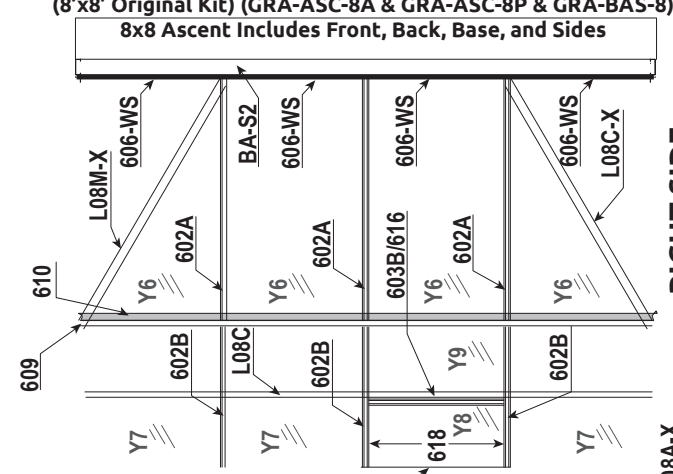 (8'x8' Original Kit) (GRA-ASC-8A & GRA-ASC-8P & GRA-BAS-8)
8x8 Ascent Includes Front, Back, Base, and Sides
606-WS
BA-S2
606-WS
606-WS
606-WS
L08M-X
L08C-X
602A
602A
603B/616
602A
610
Y6
Y6
Y6
Y6
609
602B
L08C
602B
Y9
602B
Y7
Y7
618
Y8
Y7
08A-X